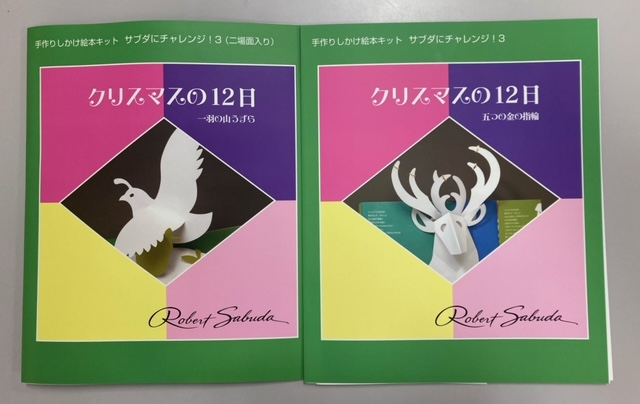 手作りしかけ絵本キット サブダにチャレンジ！3（二場面入り）
クリスマスの12日
一羽の山うずら
Robert Sabuda
手作りしかけ絵本キット サブダにチャレンジ！3
クリスマスの12日
五つの金の指輪
Robert Sabuda